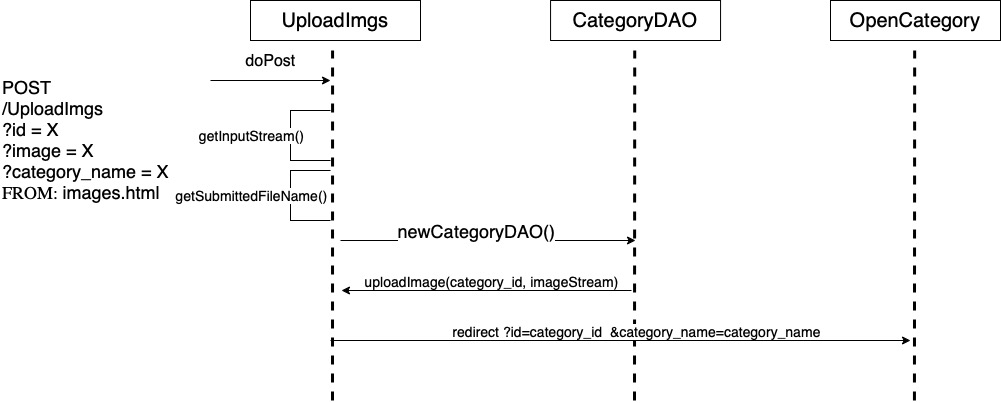 UploadImgs
CategoryDAO
OpenCategory
doPost
POST
/UploadImgs
?id = X
?image = X
?category_name = X
FROM: images.html
getInputStream()
getSubmittedFileName()
newCategoryDAO()
uploadImage(category_id, imageStream)
redirect ?id=category_id &category_name=category_name